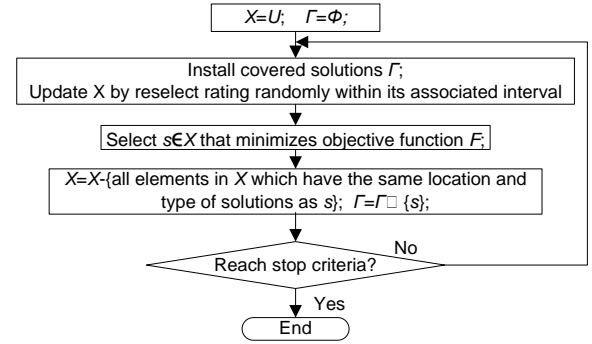 X=U; Γ=Φ;
Install covered solutions Γ;
Update X by reselect rating randomly within its associated interval
Select s∈X that minimizes objective function F;
X=X-{all elements in X which have the same location and
type of solutions as s}; Γ=Γ□ {s};
Reach stop criteria?
No
Yes
End